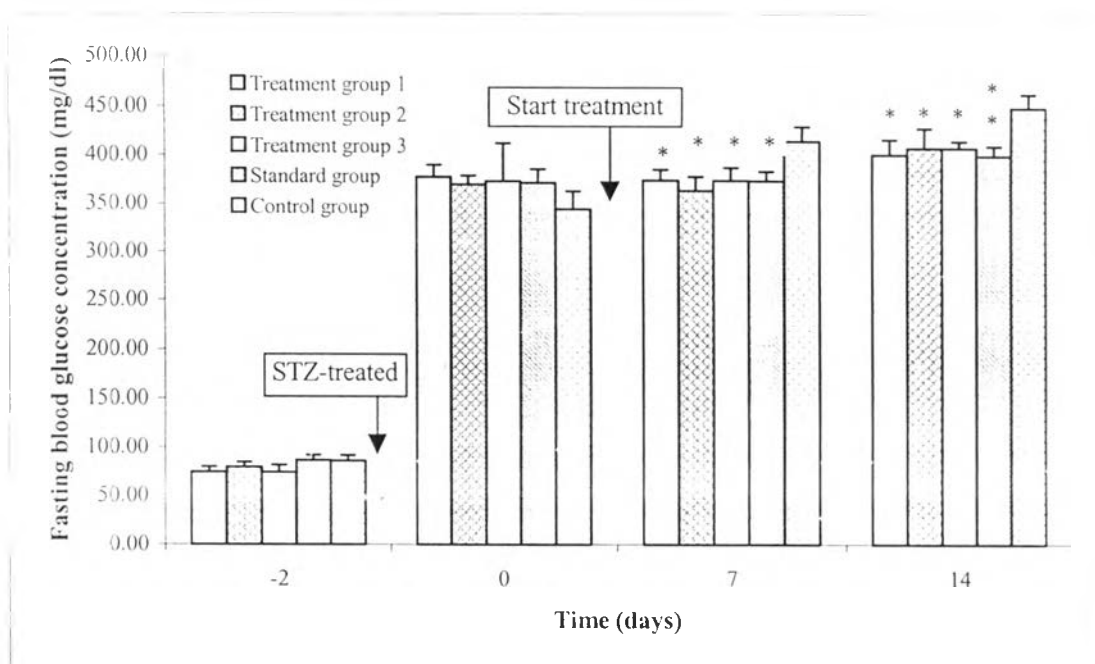 Fasting blood glucose concentration (mg/dl)
500.00
450.00
400.00
350.00
300.00
250.00
200.00
150.00
100.00
50.00
0.00
Treatment group 1
Treatment group 2
Treatment group 3
Standard group
Control group
STZ-treated
Start treatment
* * * *
* * * *
*
-2 0 7 14
Time (days)